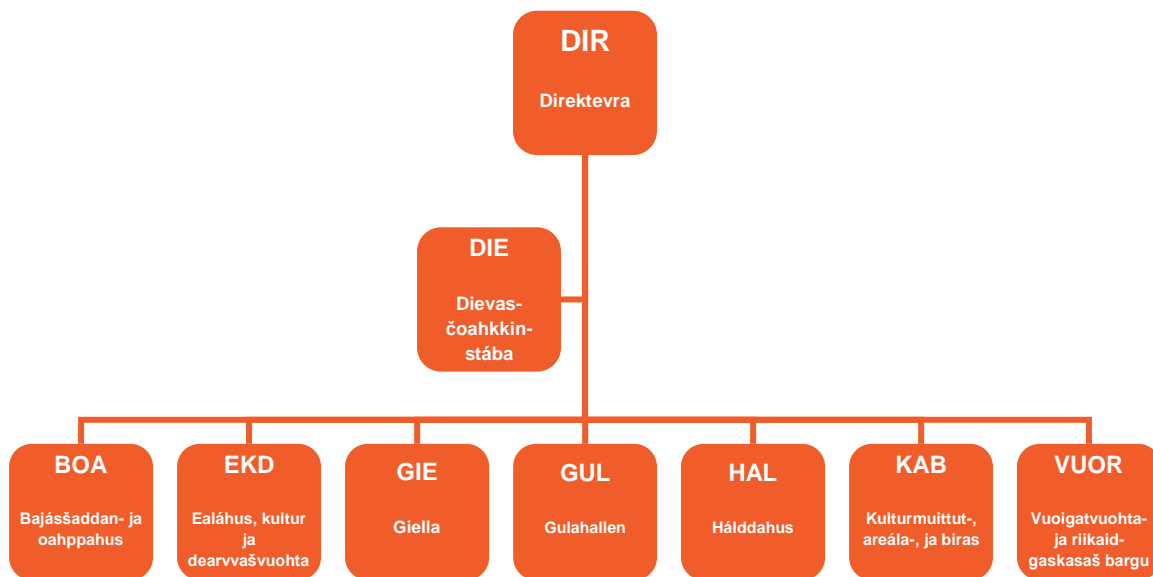 DIR
Direktevra
DIE
Dievas-
čoahkkin-
stába
BOA
Bajásšaddan- ja
oahppahus
EKD
Ealáhus, kultur
ja
dearvvašvuohta
GIE
Giella
GUL
Gulahallen
HAL
Hálddahus
KAB
Kulturmuittut-,
areála-, ja biras
VUOR
Vuoigatvuohta-
ja riikaid-
gaskasaš bargu